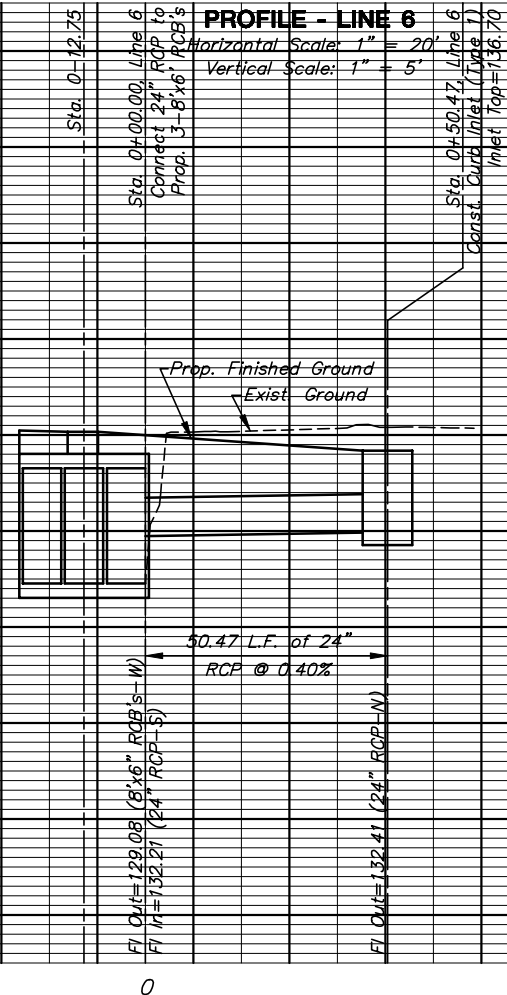 PROFILE - LINE 6
Horizontal Scale: 1" = 20'
Vertical Scale: 1" = 5'
Sta. 0-12.75
Sta. 0+00.00, Line 6
Connect 24" RCP to
Prop. 3-8'x6' RCB's
Sta. 0+50.47, Line 6
Const. Curb Inlet (Type 1)
Inlet Top=136.70
Prop. Finished Ground
Exist. Ground
50.47 L.F. of 24"
RCP @ 0.40%
Fl Out=129.08 (8'x6" RCB's-W)
Fl In=132.21 (24" RCP-S)
Fl Out=132.41 (24" RCP-N)
0